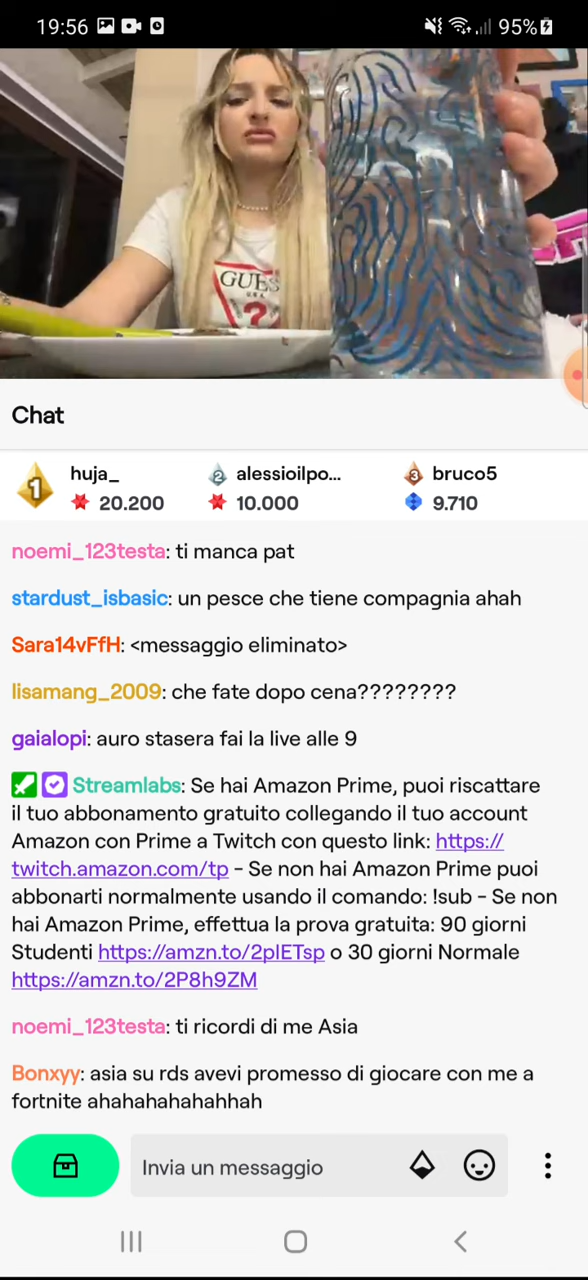 19:56
95%
GUESS
U.S.A.
?
Chat
1 huja_ 2 alessioilpo... 3 bruco5
20.200 10.000 9.710
noemi_123testa: ti manca pat
stardust_isbasic: un pesce che tiene compagnia ahah
Sara14vFfH: <messaggio eliminato>
lisamang_2009: che fate dopo cena????????
gaialopi: auro stasera fai la live alle 9
Streamlabs: Se hai Amazon Prime, puoi riscattare
il tuo abbonamento gratuito collegando il tuo account
Amazon con Prime a Twitch con questo link: https://
twitch.amazon.com/tp - Se non hai Amazon Prime puoi
abbonarti normalmente usando il comando: !sub - Se non
hai Amazon Prime, effettua la prova gratuita: 90 giorni
Studenti https://amzn.to/2plETsp o 30 giorni Normale
https://amzn.to/2P8h9ZM
noemi_123testa: ti ricordi di me Asia
Bonxyy: asia su rds avevi promesso di giocare con me a
fortnite ahahahahahahhah
Invia un messaggio